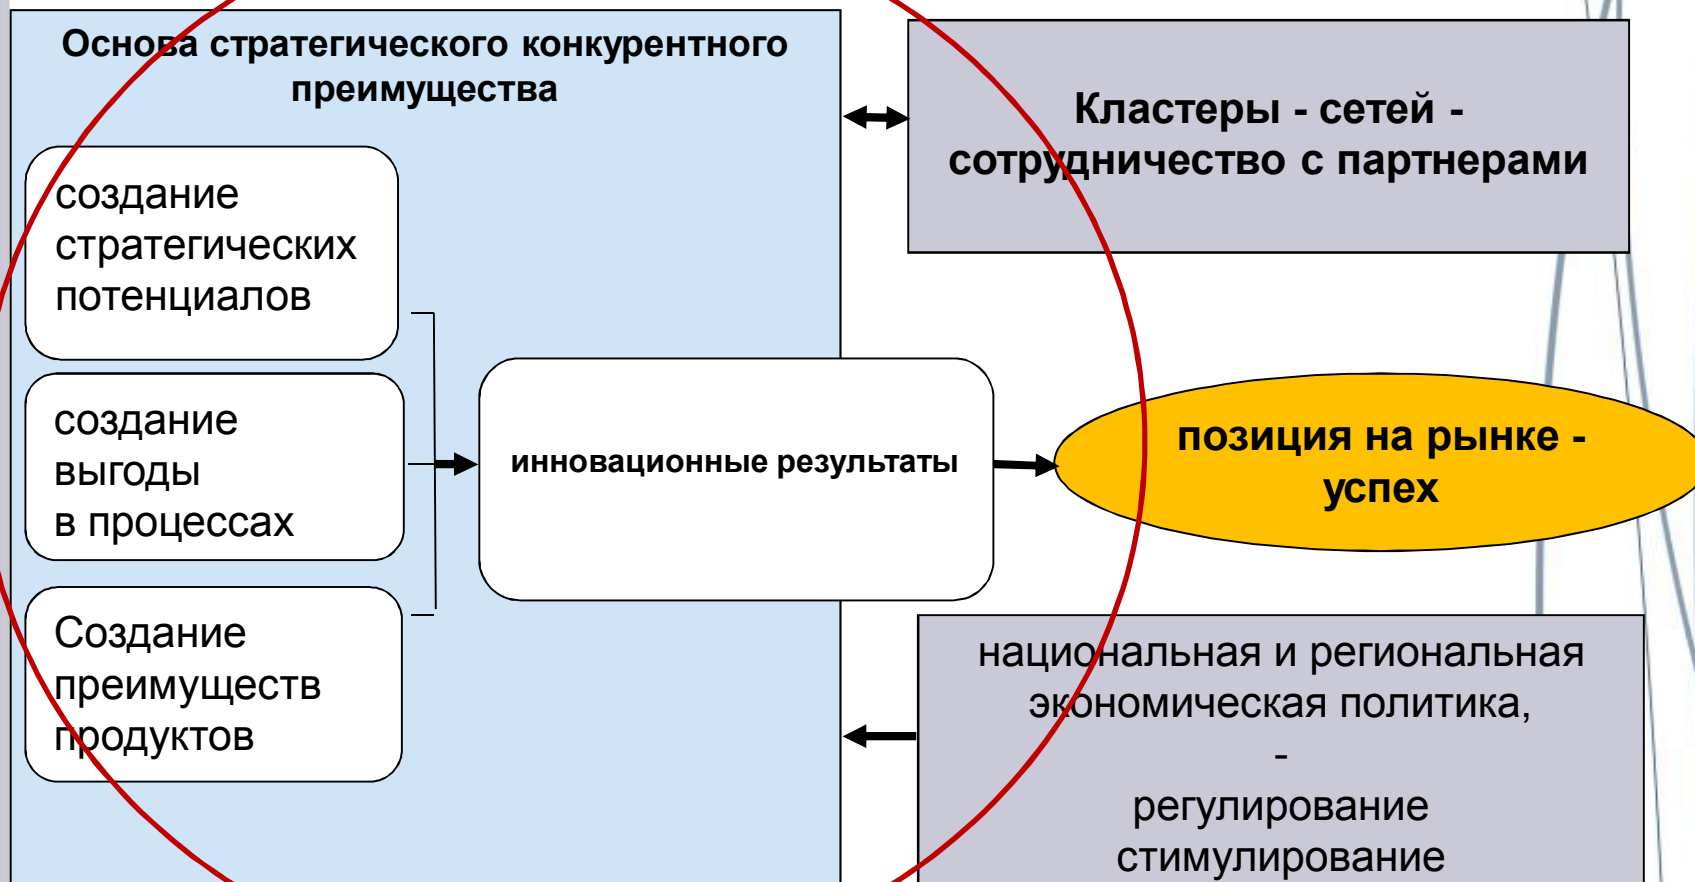 Основа стратегического конкурентного
преимущества
создание
стратегических
потенциалов
создание
выгоды
в процессах
Создание
преимуществ
продуктов
инновационные результаты
Кластеры - сетей -
сотрудничество с партнерами
позиция на рынке -
успех
национальная и региональная
экономическая политика,
-
регулирование
стимулирование